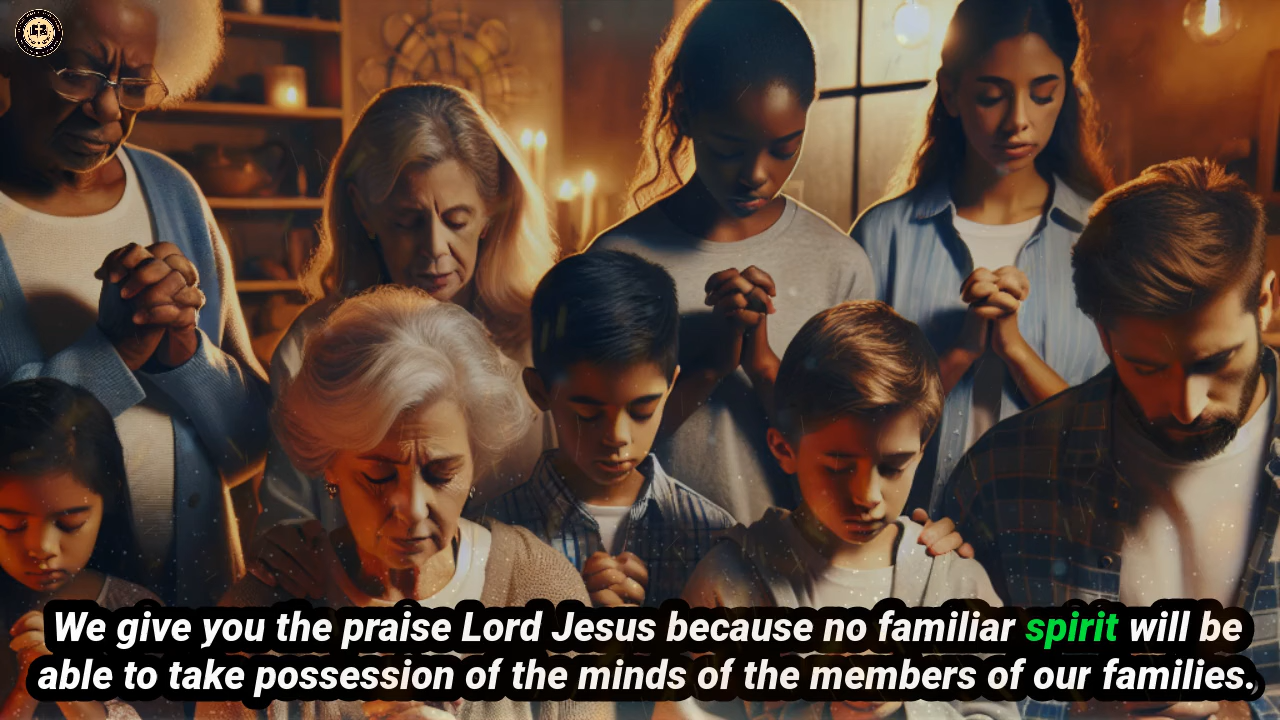 We give you the praise Lord Jesus because no familiar spirit will be
able to take possession of the minds of the members of our families.